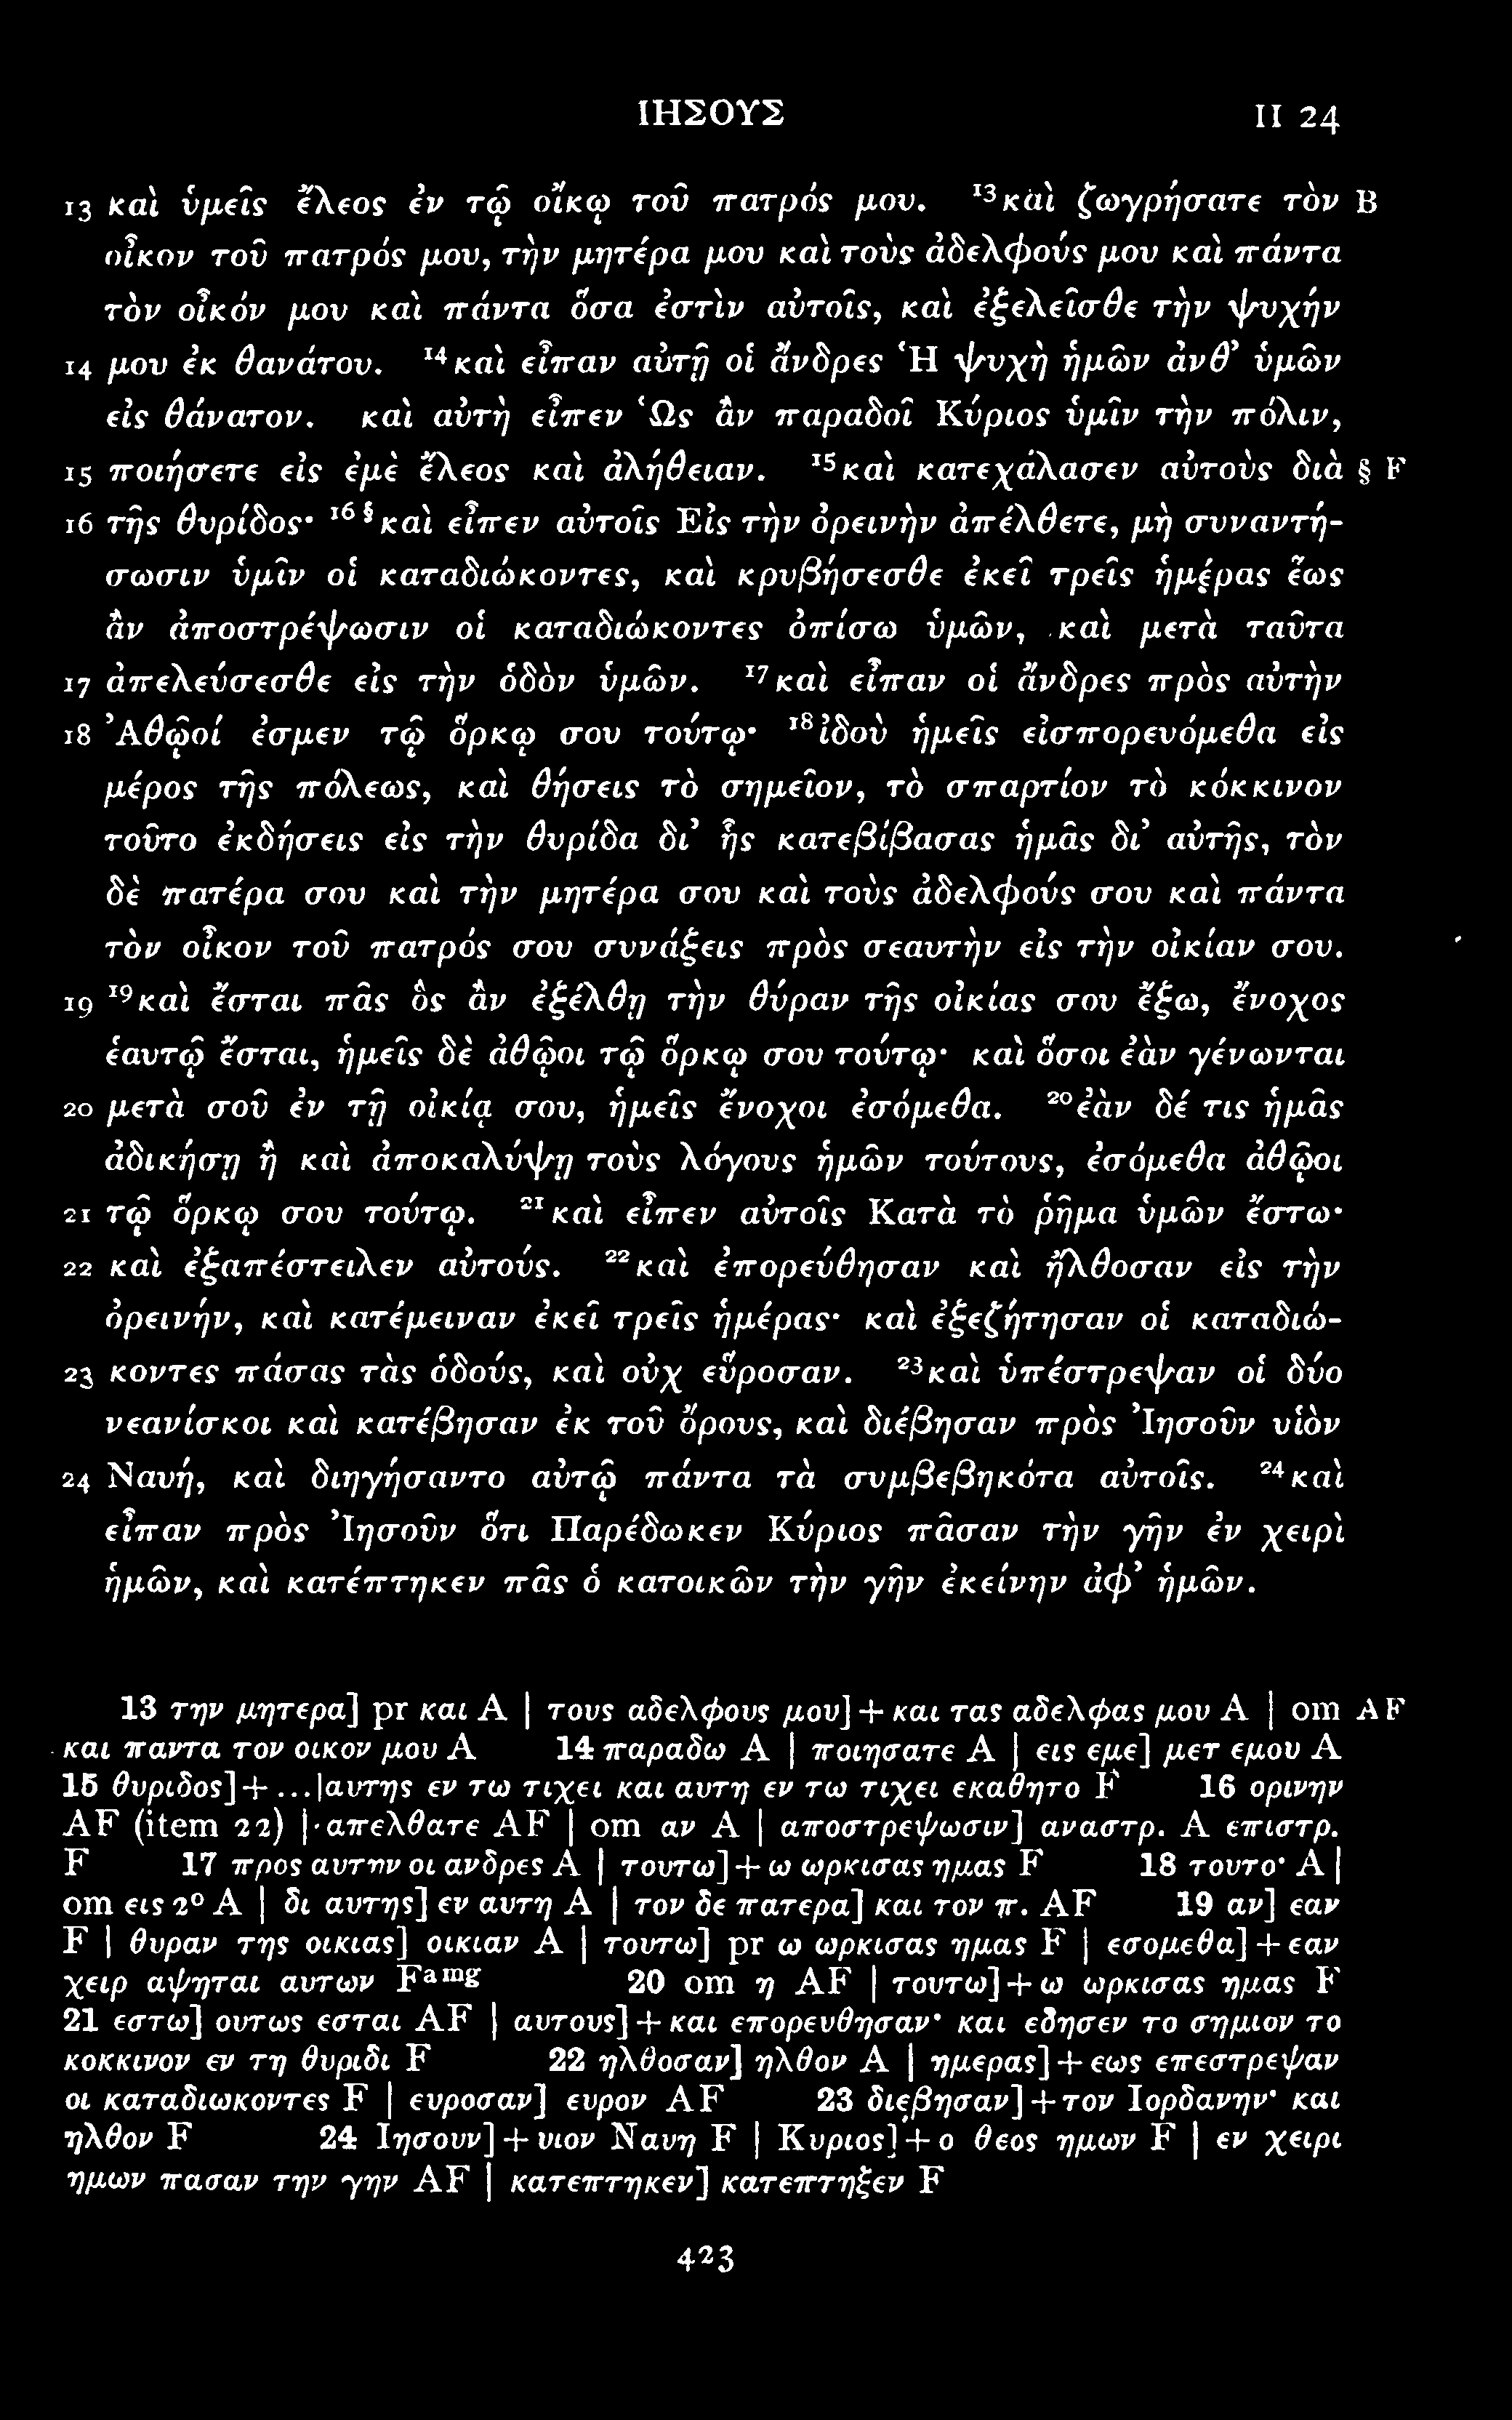 ΙΗΣΟΥΣ II 24
13 καὶ ὑμεῖς ἔλεος ἐν τῷ οἴκῳ τοῦ πατρός μου. ¹³καὶ ζωγρήσατε τὸν B
οἶκον τοῦ πατρός μου, τὴν μητέρα μου καὶ τοὺς ἀδελφούς μου καὶ πάντα
τὸν οἶκόν μου καὶ πάντα ὅσα ἐστὶν αὐτοῖς, καὶ ἐξελεῖσθε τὴν ψυχήν
14 μου ἐκ θανάτου. ¹⁴καὶ εἶπαν αὐτῇ οἱ ἄνδρες Ἡ ψυχὴ ἡμῶν ἀνθ’ ὑμῶν
εἰς θάνατον. καὶ αὐτὴ εἶπεν Ὡς ἂν παραδοῖ Κύριος ὑμῖν τὴν πόλιν,
15 ποιήσετε εἰς ἐμὲ ἔλεος καὶ ἀλήθειαν. ¹⁵καὶ κατεχάλασεν αὐτοὺς διὰ § F
16 τῆς θυρίδος· ¹⁶ §καὶ εἶπεν αὐτοῖς Εἰς τὴν ὀρεινὴν ἀπέλθετε, μὴ συναντή-
σωσιν ὑμῖν οἱ καταδιώκοντες, καὶ κρυβήσεσθε ἐκεῖ τρεῖς ἡμέρας ἕως
ἂν ἀποστρέψωσιν οἱ καταδιώκοντες ὀπίσω ὑμῶν, καὶ μετὰ ταῦτα
17 ἀπελεύσεσθε εἰς τὴν ὁδὸν ὑμῶν. ¹⁷καὶ εἶπαν οἱ ἄνδρες πρὸς αὐτὴν
18 Ἀθῷοί ἐσμεν τῷ ὅρκῳ σου τούτῳ· ¹⁸ἰδοὺ ἡμεῖς εἰσπορευόμεθα εἰς
μέρος τῆς πόλεως, καὶ θήσεις τὸ σημεῖον, τὸ σπαρτίον τὸ κόκκινον
τοῦτο ἐκδήσεις εἰς τὴν θυρίδα δι’ ἧς κατεβίβασας ἡμᾶς δι’ αὐτῆς, τὸν
δὲ πατέρα σου καὶ τὴν μητέρα σου καὶ τοὺς ἀδελφούς σου καὶ πάντα
τὸν οἶκον τοῦ πατρός σου συνάξεις πρὸς σεαυτὴν εἰς τὴν οἰκίαν σου.
19 ¹⁹καὶ ἔσται πᾶς ὃς ἂν ἐξέλθῃ τὴν θύραν τῆς οἰκίας σου ἔξω, ἔνοχος
ἑαυτῷ ἔσται, ἡμεῖς δὲ ἀθῷοι τῷ ὅρκῳ σου τούτῳ· καὶ ὅσοι ἐὰν γένωνται
20 μετὰ σοῦ ἐν τῇ οἰκίᾳ σου, ἡμεῖς ἔνοχοι ἐσόμεθα. ²⁰ἐὰν δέ τις ἡμᾶς
ἀδικήσῃ ἢ καὶ ἀποκαλύψῃ τοὺς λόγους ἡμῶν τούτους, ἐσόμεθα ἀθῷοι
21 τῷ ὅρκῳ σου τούτῳ. ²¹καὶ εἶπεν αὐτοῖς Κατὰ τὸ ῥῆμα ὑμῶν ἔστω·
22 καὶ ἐξαπέστειλεν αὐτούς. ²²καὶ ἐπορεύθησαν καὶ ἤλθοσαν εἰς τὴν
ὀρεινήν, καὶ κατέμειναν ἐκεῖ τρεῖς ἡμέρας· καὶ ἐξεζήτησαν οἱ καταδιώ-
23 κοντες πάσας τὰς ὁδούς, καὶ οὐχ εὕροσαν. ²³καὶ ὑπέστρεψαν οἱ δύο
νεανίσκοι καὶ κατέβησαν ἐκ τοῦ ὄρους, καὶ διέβησαν πρὸς Ἰησοῦν υἱὸν
24 Ναυή, καὶ διηγήσαντο αὐτῷ πάντα τὰ συμβεβηκότα αὐτοῖς. ²⁴καὶ
εἶπαν πρὸς Ἰησοῦν ὅτι Παρέδωκεν Κύριος πᾶσαν τὴν γῆν ἐν χειρὶ
ἡμῶν, καὶ κατέπτηκεν πᾶς ὁ κατοικῶν τὴν γῆν ἐκείνην ἀφ’ ἡμῶν.
13 την μητερα] pr και A | τους αδελφους μου] + και τας αδελφας μου A | om AF
και παντα τον οικον μου A 14 παραδω A | ποιησατε A | εις εμε] μετ εμου A
15 θυριδος] + ...|αυτης εν τω τιχει και αυτη εν τω τιχει εκαθητο F 16 ορινην
AF (item 22) | απελθατε AF | om αν A | αποστρεψωσιν] αναστρ. A επιστρ.
F 17 προς αυτην οι ανδρες A | τουτω] + ω ωρκισας ημας F 18 τουτο· A |
om εις 2° A | δι αυτης] εν αυτη A | τον δε πατερα] και τον π. AF 19 αν] εαν
F | θυραν της οικιας] οικιαν A | τουτω] pr ω ωρκισας ημας F | εσομεθα] + εαν
χειρ αψηται αυτων Fᵃᵐᵍ 20 om η AF | τουτω] + ω ωρκισας ημας F
21 εστω] ουτως εσται AF | αυτους] + και επορευθησαν· και εδησεν το σημιον το
κοκκινον εν τη θυριδι F 22 ηλθοσαν] ηλθον A | ημερας] + εως επεστρεψαν
οι καταδιωκοντες F | ευροσαν] ευρον AF 23 διεβησαν] + τον Ιορδανην· και
ηλθον F 24 Ιησουν] + υιον Ναυη F | Κυριος] + ο θεος ημων F | εν χειρι
ημων πασαν την γην AF | κατεπτηκεν] κατεπτηξεν F
423